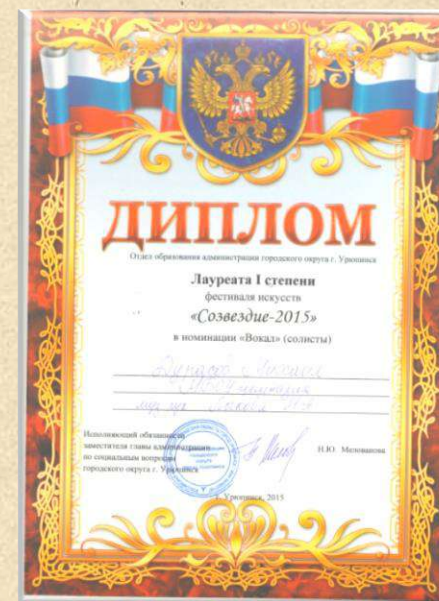 ДИПЛОМ
Отдел образования администрации городского округа г. Урюпинск
Лауреата I степени
фестиваля искусств
«Созвездие-2015»
в номинации «Вокал» (солисты)
Исполняющий обязанности
заместителя главы администрации
по социальным вопросам
городского округа г. Урюпинск
Н.Ю. Милованова
г. Урюпинск, 2015